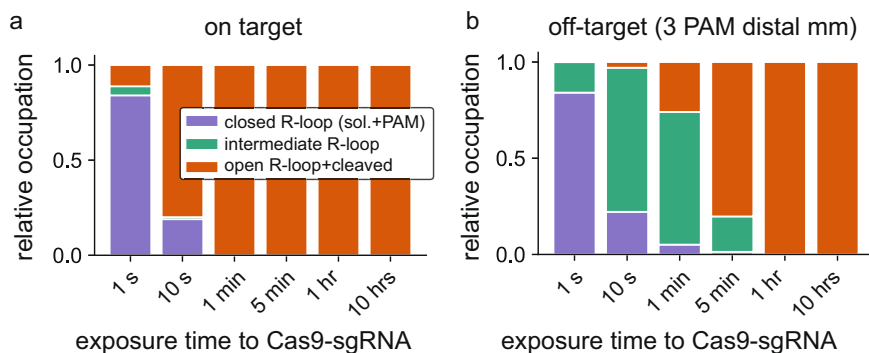 a
on target
relative occupation
1.0
0.5
0.0
closed R-loop (sol.+PAM)
intermediate R-loop
open R-loop+cleaved
1 s
10 s
1 min
5 min
1 hr
10 hrs
exposure time to Cas9-sgRNA
b
off-target (3 PAM distal mm)
relative occupation
1.0
0.5
0.0
1 s
10 s
1 min
5 min
1 hr
10 hrs
exposure time to Cas9-sgRNA